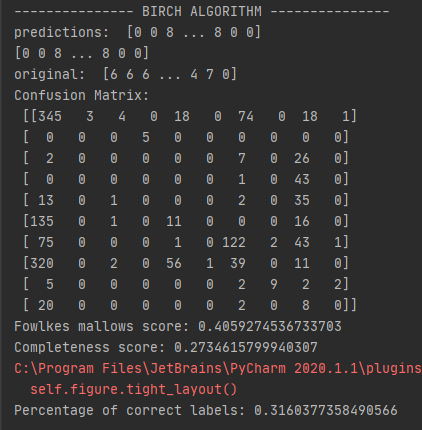 --------------- BIRCH ALGORITHM ---------------
predictions:  [0 0 8 ... 8 0 0]
[0 0 8 ... 8 0 0]
original:  [6 6 6 ... 4 7 0]
Confusion Matrix:
 [[345   3   4   0  18   0  74   0  18   1]
 [  0   0   0   5   0   0   0   0   0   0]
 [  2   0   0   0   0   0   7   0  26   0]
 [  0   0   0   0   0   0   1   0  43   0]
 [ 13   0   1   0   0   0   2   0  35   0]
 [135   0   1   0  11   0   0   0  16   0]
 [ 75   0   0   0   1   0 122   2  43   1]
 [320   0   2   0  56   1  39   0  11   0]
 [  5   0   0   0   0   0   2   9   2   2]
 [ 20   0   0   0   0   0   2   0   8   0]]
Fowlkes mallows score: 0.4059274536733703
Completeness score: 0.2734615799940307
C:\Program Files\JetBrains\PyCharm 2020.1.1\plugins
  self.figure.tight_layout()
Percentage of correct labels: 0.3160377358490566